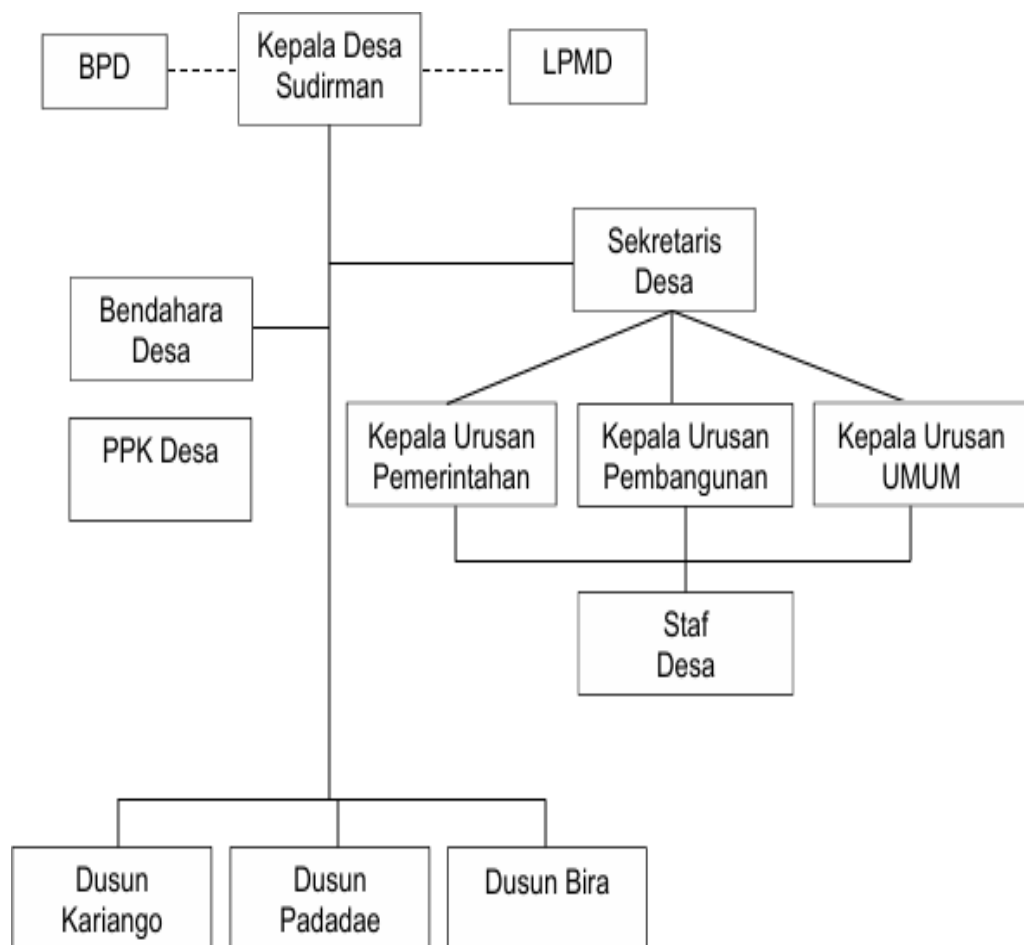 BPD
Kepala Desa
Sudirman
LPMD
Sekretaris
Desa
Bendahara
Desa
PPK Desa
Kepala Urusan
Pemerintahan
Kepala Urusan
Pembangunan
Kepala Urusan
UMUM
Staf
Desa
Dusun
Kariango
Dusun
Padadae
Dusun Bira